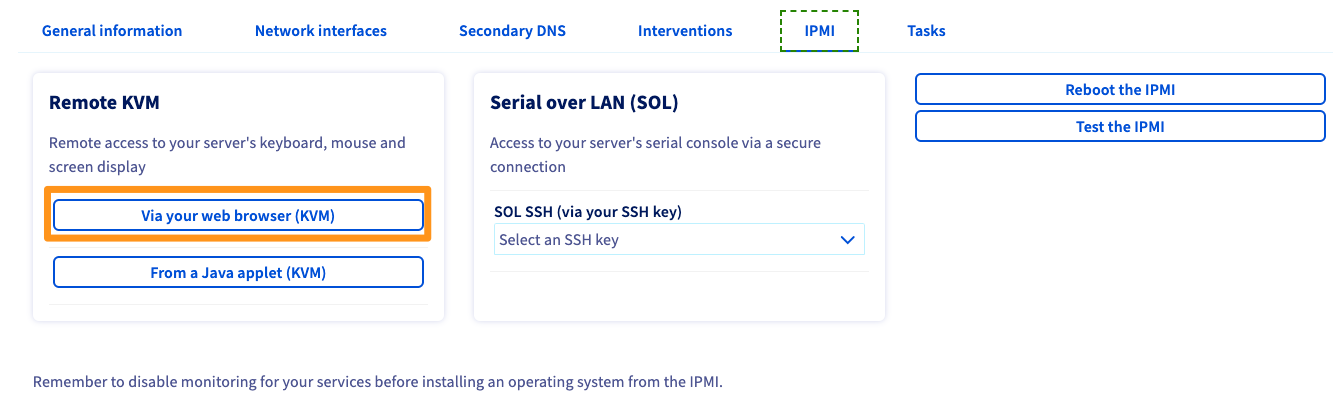 General information
Network interfaces
Secondary DNS
Interventions
IPMI
Tasks
Remote KVM
Remote access to your server's keyboard, mouse and
screen display
Via your web browser (KVM)
From a Java applet (KVM)
Serial over LAN (SOL)
Access to your server's serial console via a secure
connection
SOL SSH (via your SSH key)
Select an SSH key
Reboot the IPMI
Test the IPMI
Remember to disable monitoring for your services before installing an operating system from the IPMI.